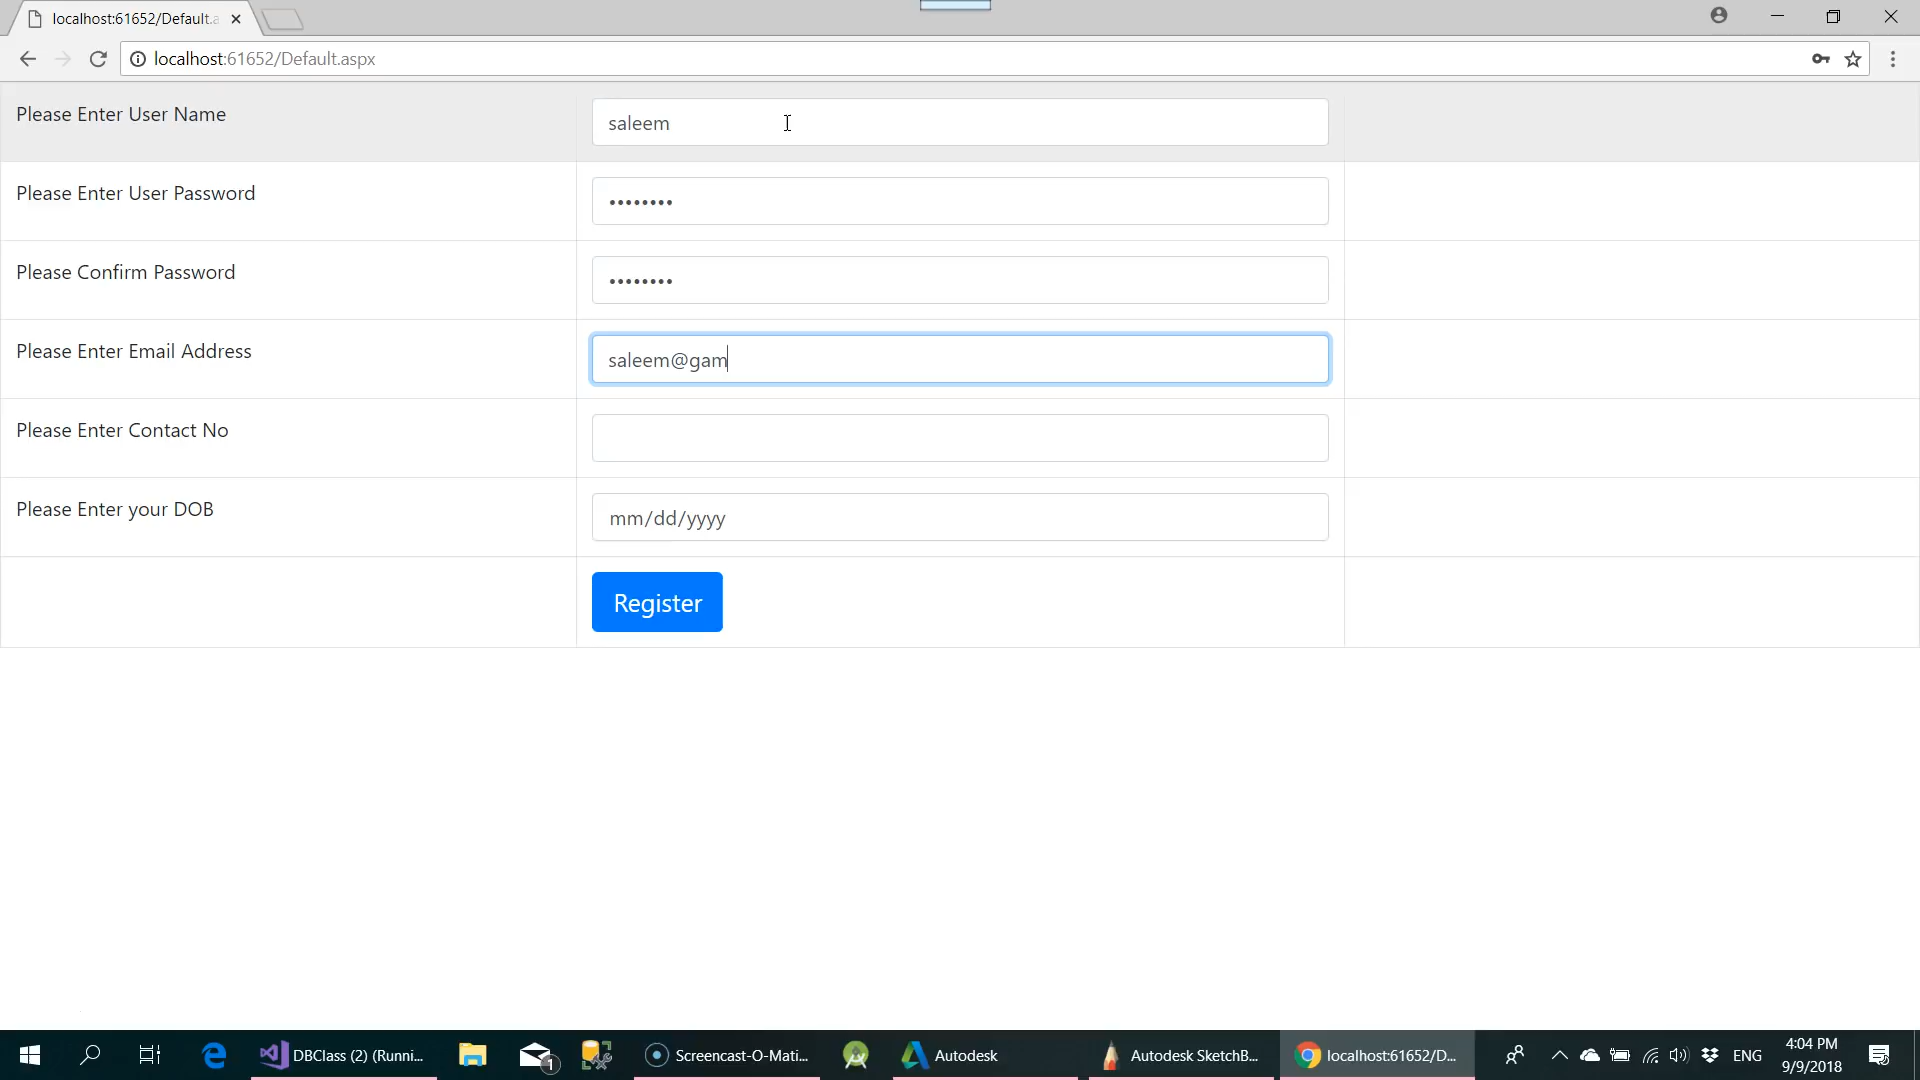 localhost:61652/Default.a
localhost:61652/Default.aspx
Please Enter User Name
saleem
Please Enter User Password
••••••••
Please Confirm Password
••••••••
Please Enter Email Address
saleem@gam
Please Enter Contact No
Please Enter your DOB
mm/dd/yyyy
Register
DBClass (2) (Runni...
1
Screencast-O-Mati...
Autodesk
Autodesk SketchB...
localhost:61652/D...
ENG
4:04 PM
9/9/2018